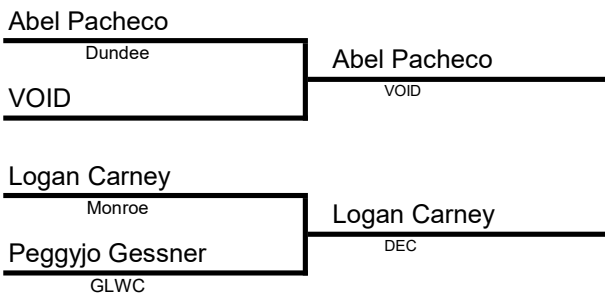 Abel Pacheco
Dundee
VOID
Abel Pacheco
VOID
Logan Carney
Monroe
Peggyjo Gessner
GLWC
Logan Carney
DEC